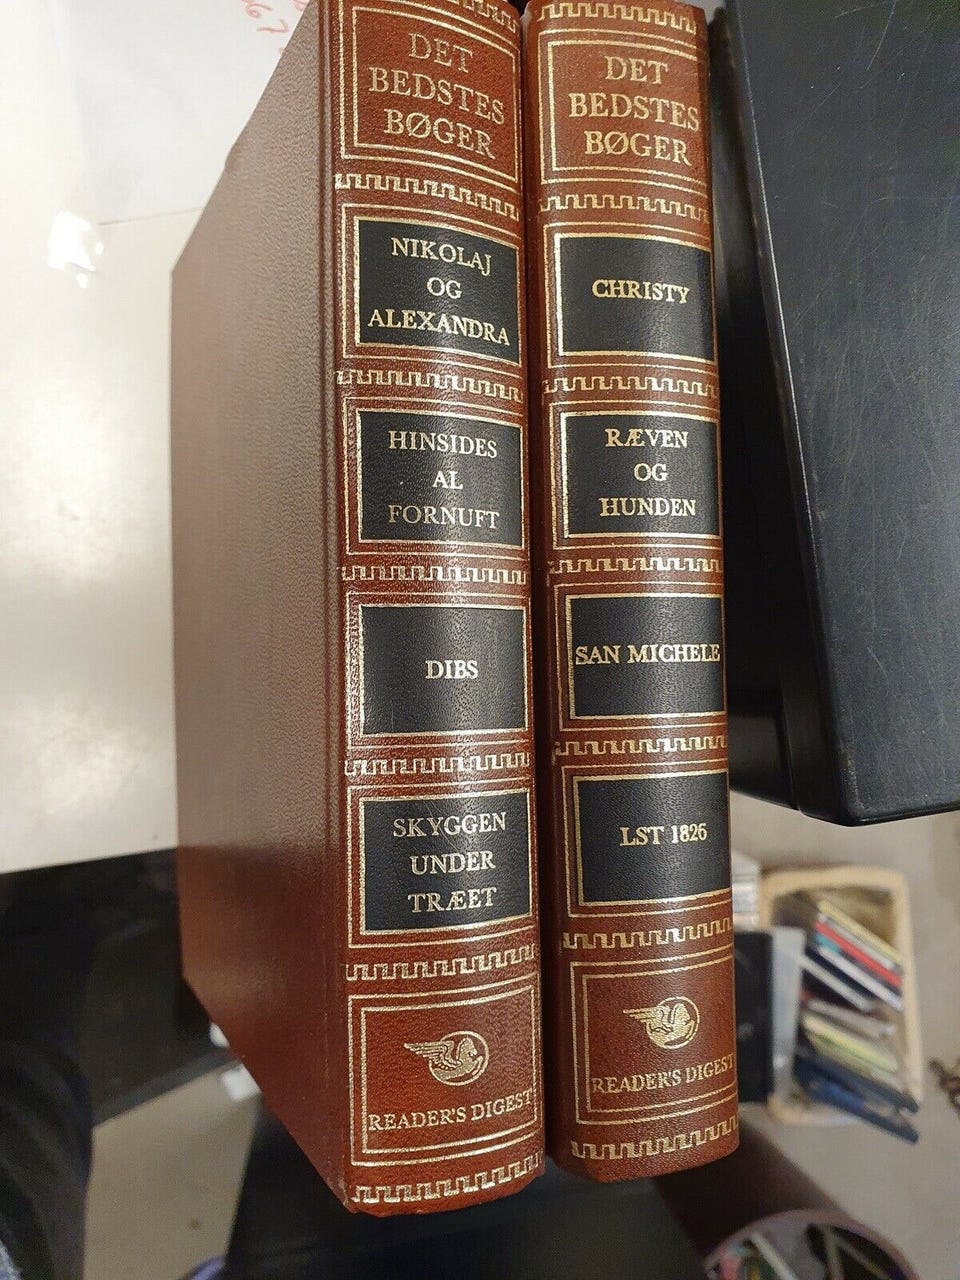 DET
BEDSTES
BØGER
NIKOLAJ
OG
ALEXANDRA
HINSIDES
AL
FORNUFT
DIBS
SKYGGEN
UNDER
TRÆET
READER'S DIGEST
DET
BEDSTES
BØGER
CHRISTY
RÆVEN
OG
HUNDEN
SAN MICHELE
LST 1826
READER'S DIGEST